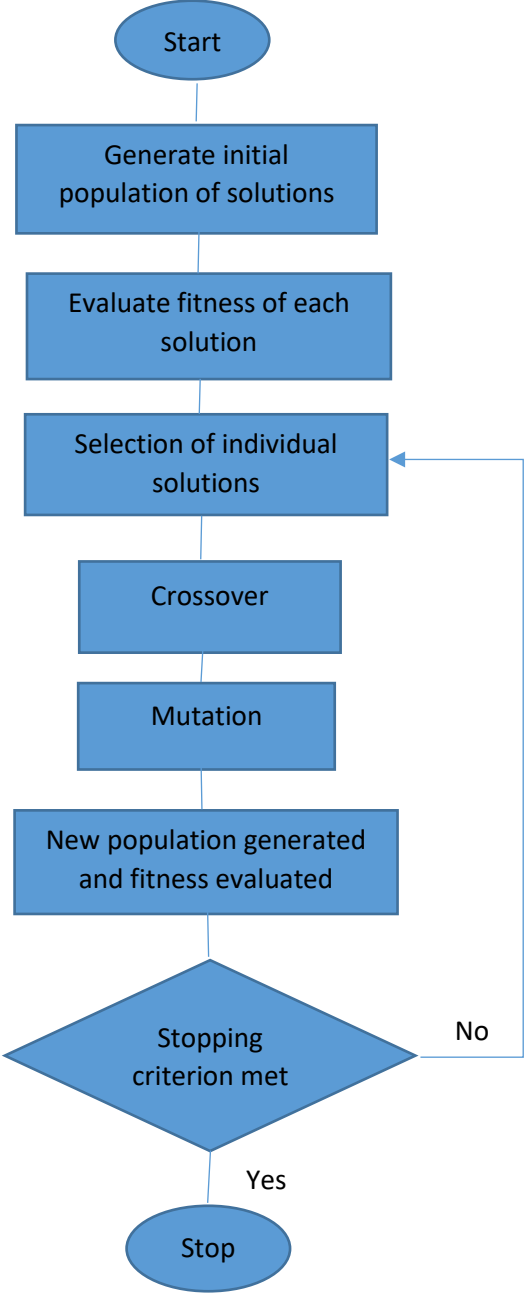 Start
Generate initial
population of solutions
Evaluate fitness of each
solution
Selection of individual
solutions
Crossover
Mutation
New population generated
and fitness evaluated
Stopping
criterion met
No
Yes
Stop